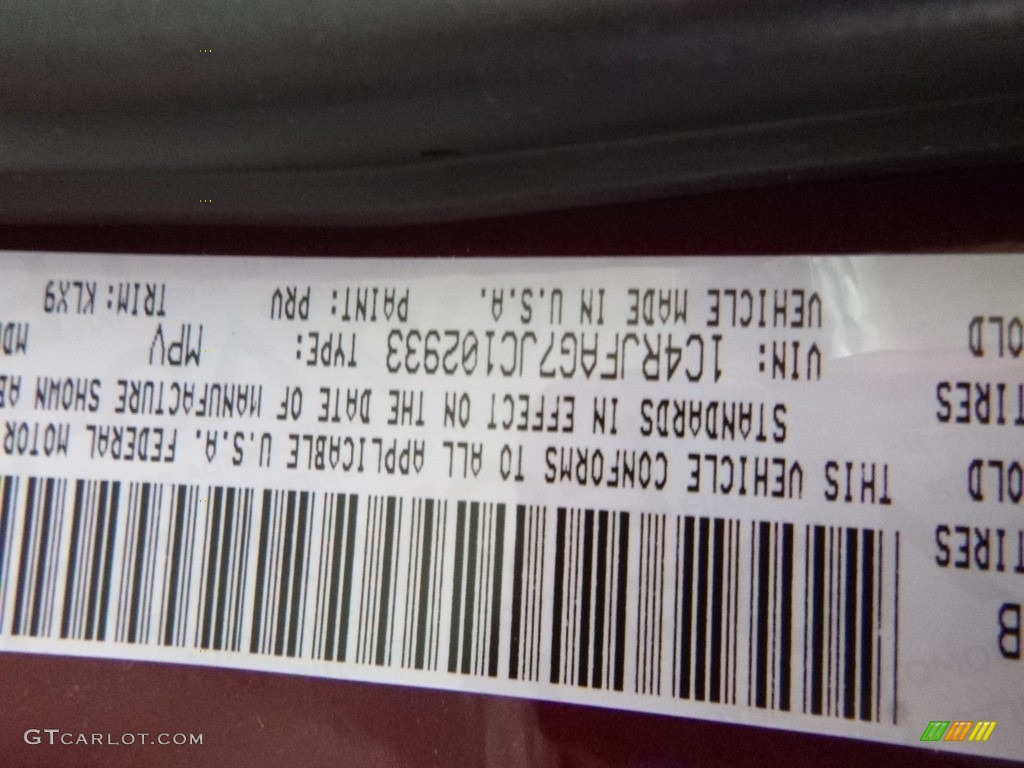 B
TIRES
OLD
TIRES
OLD
THIS VEHICLE CONFORMS TO ALL APPLICABLE U.S.A. FEDERAL MOTOR
STANDARDS IN EFFECT ON THE DATE OF MANUFACTURE SHOWN
VIN: 1C4RJFAG7JC102933 TYPE: MPV
VEHICLE MADE IN U.S.A. PAINT: PRV TRIM: KLX9
GTCARLOT.COM